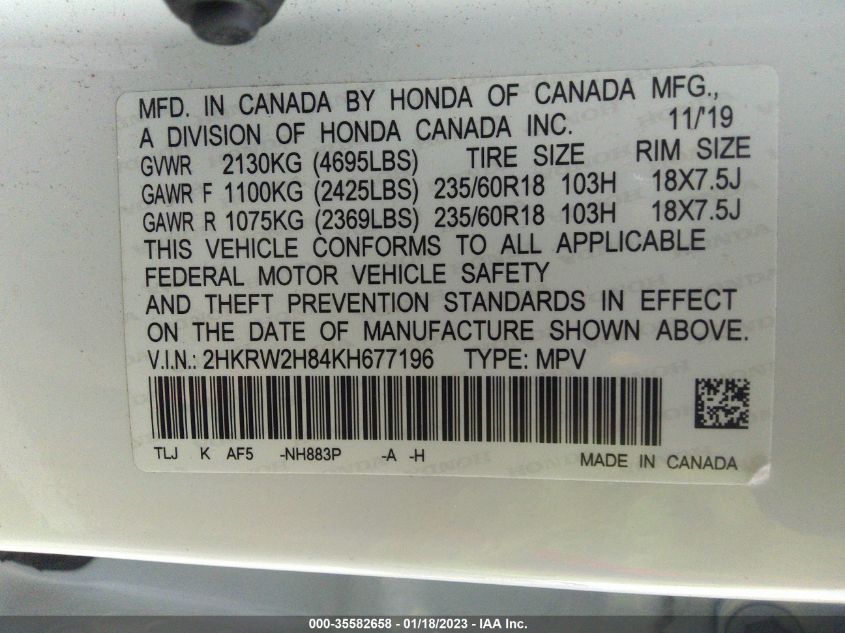 MFD. IN CANADA BY HONDA OF CANADA MFG.,
A DIVISION OF HONDA CANADA INC. 11/'19
GVWR 2130KG (4695LBS) TIRE SIZE RIM SIZE
GAWR F 1100KG (2425LBS) 235/60R18 103H 18X7.5J
GAWR R 1075KG (2369LBS) 235/60R18 103H 18X7.5J
THIS VEHICLE CONFORMS TO ALL APPLICABLE
FEDERAL MOTOR VEHICLE SAFETY
AND THEFT PREVENTION STANDARDS IN EFFECT
ON THE DATE OF MANUFACTURE SHOWN ABOVE.
V.I.N.: 2HKRW2H84KH677196 TYPE: MPV
TLJ K AF5 -NH883P -A -H
MADE IN CANADA
000-35582658 - 01/18/2023 - IAA Inc.